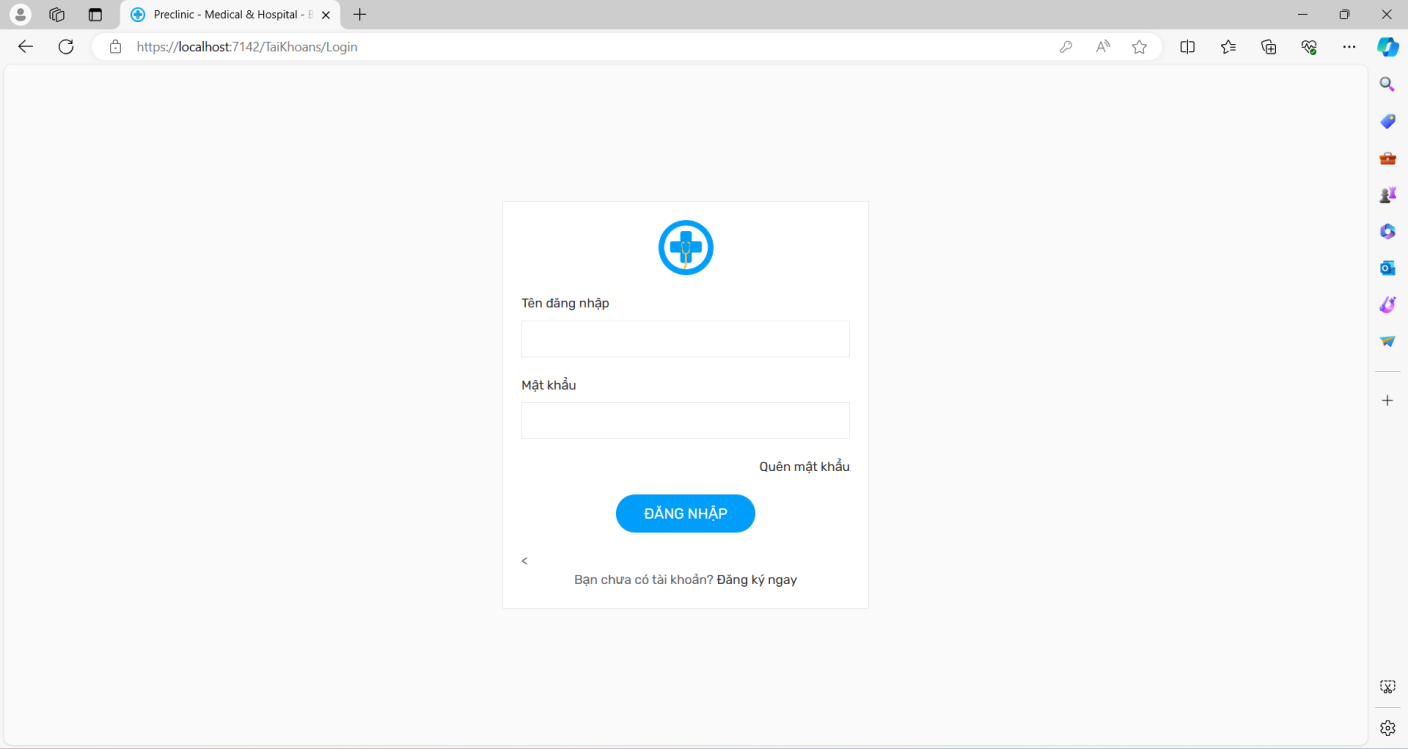 Preclinic - Medical & Hospital -
https://localhost:7142/TaiKhoans/Login
Tên đăng nhập
Mật khẩu
Quên mật khẩu
ĐĂNG NHẬP
<
Bạn chưa có tài khoản? Đăng ký ngay